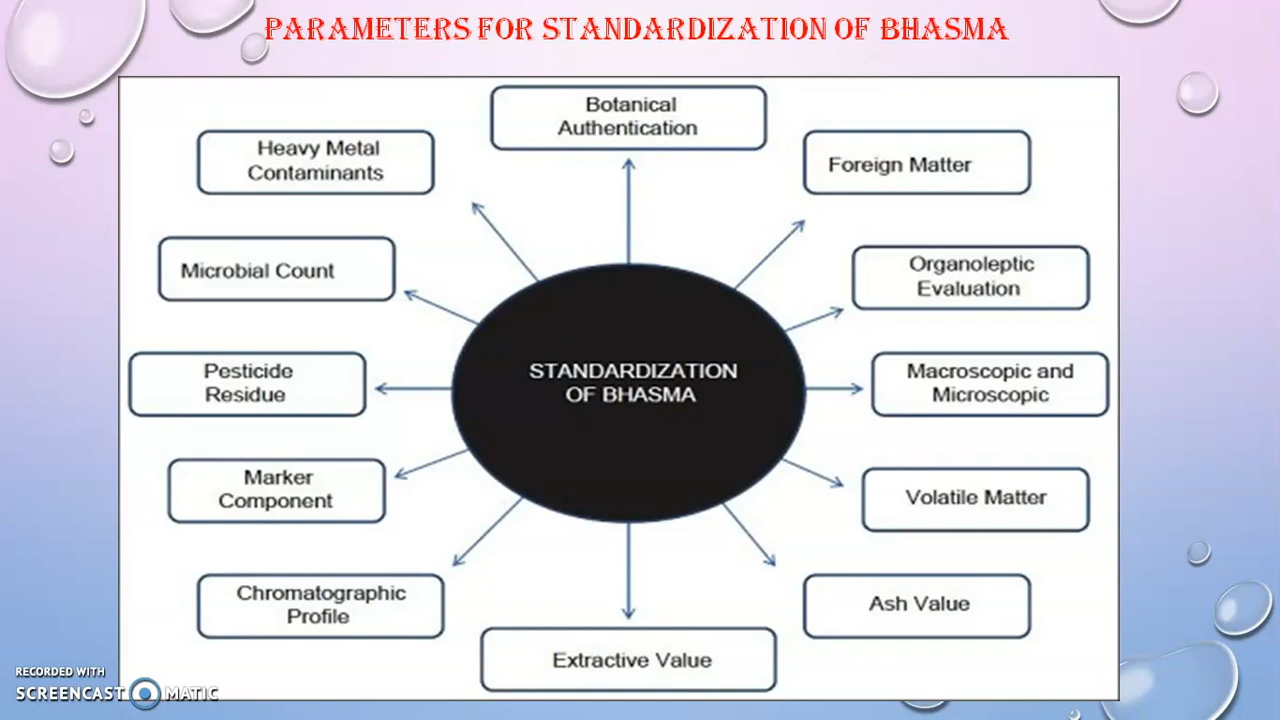 PARAMETERS FOR STANDARDIZATION OF BHASMA
Botanical
Authentication
Heavy Metal
Contaminants
Foreign Matter
Microbial Count
Organoleptic
Evaluation
Pesticide
Residue
STANDARDIZATION
OF BHASMA
Macroscopic and
Microscopic
Marker
Component
Volatile Matter
Chromatographic
Profile
Ash Value
Extractive Value
RECORDED WITH
SCREENCAST MATIC